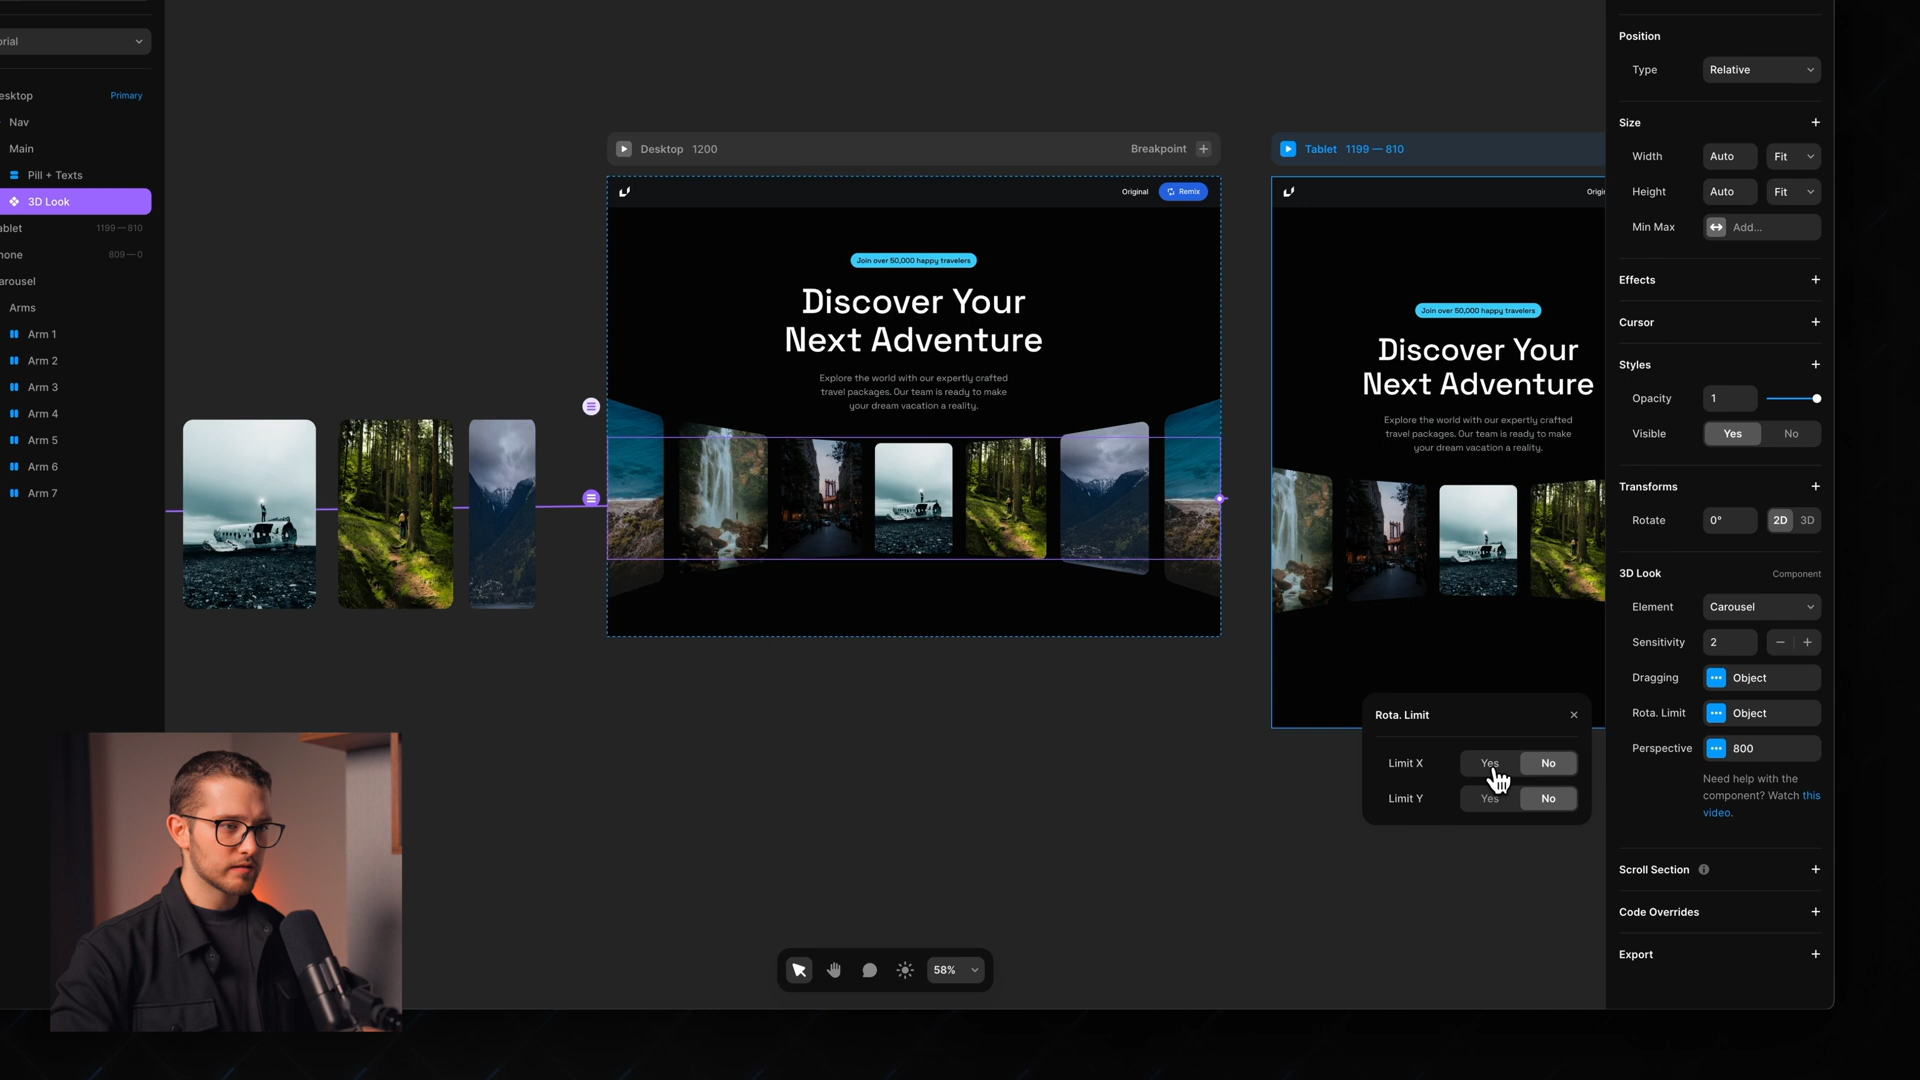 orial
esktop
Primary
Nav
Main
Pill + Texts
3D Look
ablet
1199 — 810
hone
809 — 0
arousel
Arms
Arm 1
Arm 2
Arm 3
Arm 4
Arm 5
Arm 6
Arm 7
Desktop 1200
Breakpoint
Original
Remix
Join over 50,000 happy travelers
Discover Your
Next Adventure
Explore the world with our expertly crafted
travel packages. Our team is ready to make
your dream vacation a reality.
Tablet 1199 — 810
Origin
Join over 50,000 happy travelers
Discover Your
Next Adventure
Explore the world with our expertly crafted
travel packages. Our team is ready to make
your dream vacation a reality.
Rota. Limit
Limit X
Yes
No
Limit Y
Yes
No
58%
Position
Type
Relative
Size
Width
Auto
Fit
Height
Auto
Fit
Min Max
Add...
Effects
Cursor
Styles
Opacity
1
Visible
Yes
No
Transforms
Rotate
0°
2D
3D
3D Look
Component
Element
Carousel
Sensitivity
2
Dragging
Object
Rota. Limit
Object
Perspective
800
Need help with the
component? Watch this
video.
Scroll Section
Code Overrides
Export